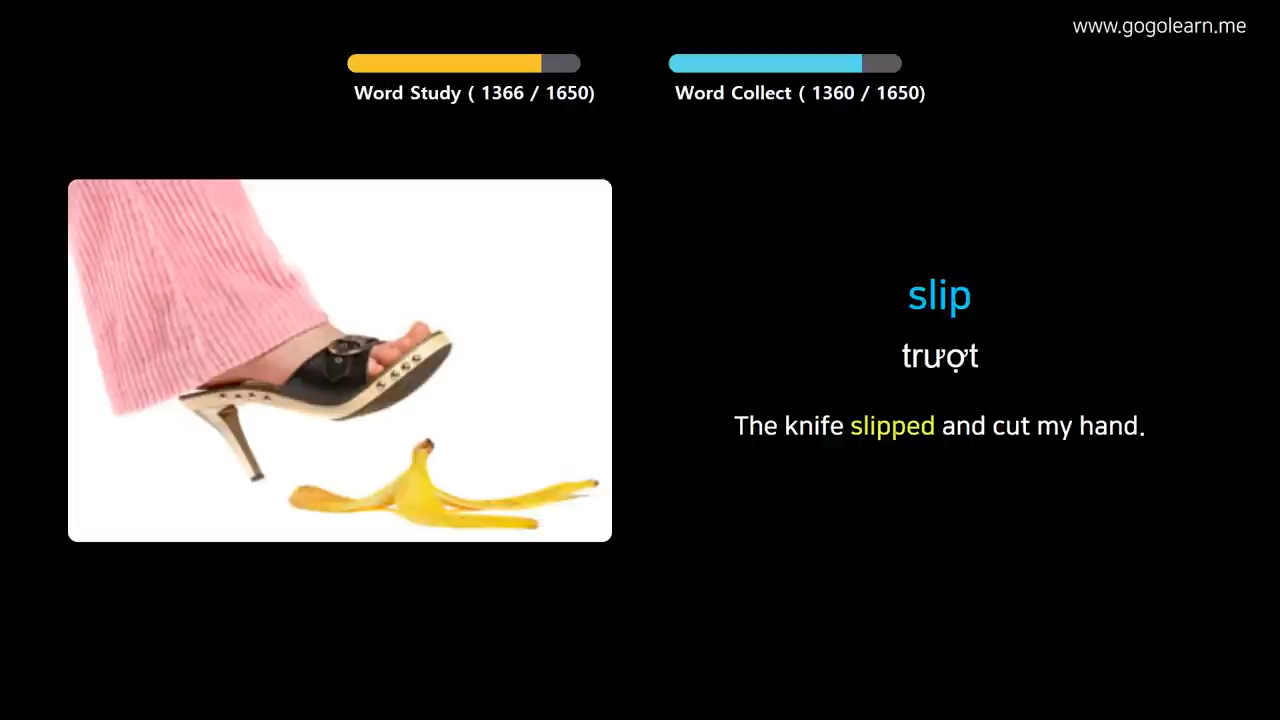 www.gogolearn.me
Word Study ( 1366 / 1650)
Word Collect ( 1360 / 1650)
slip
trượt
The knife slipped and cut my hand.